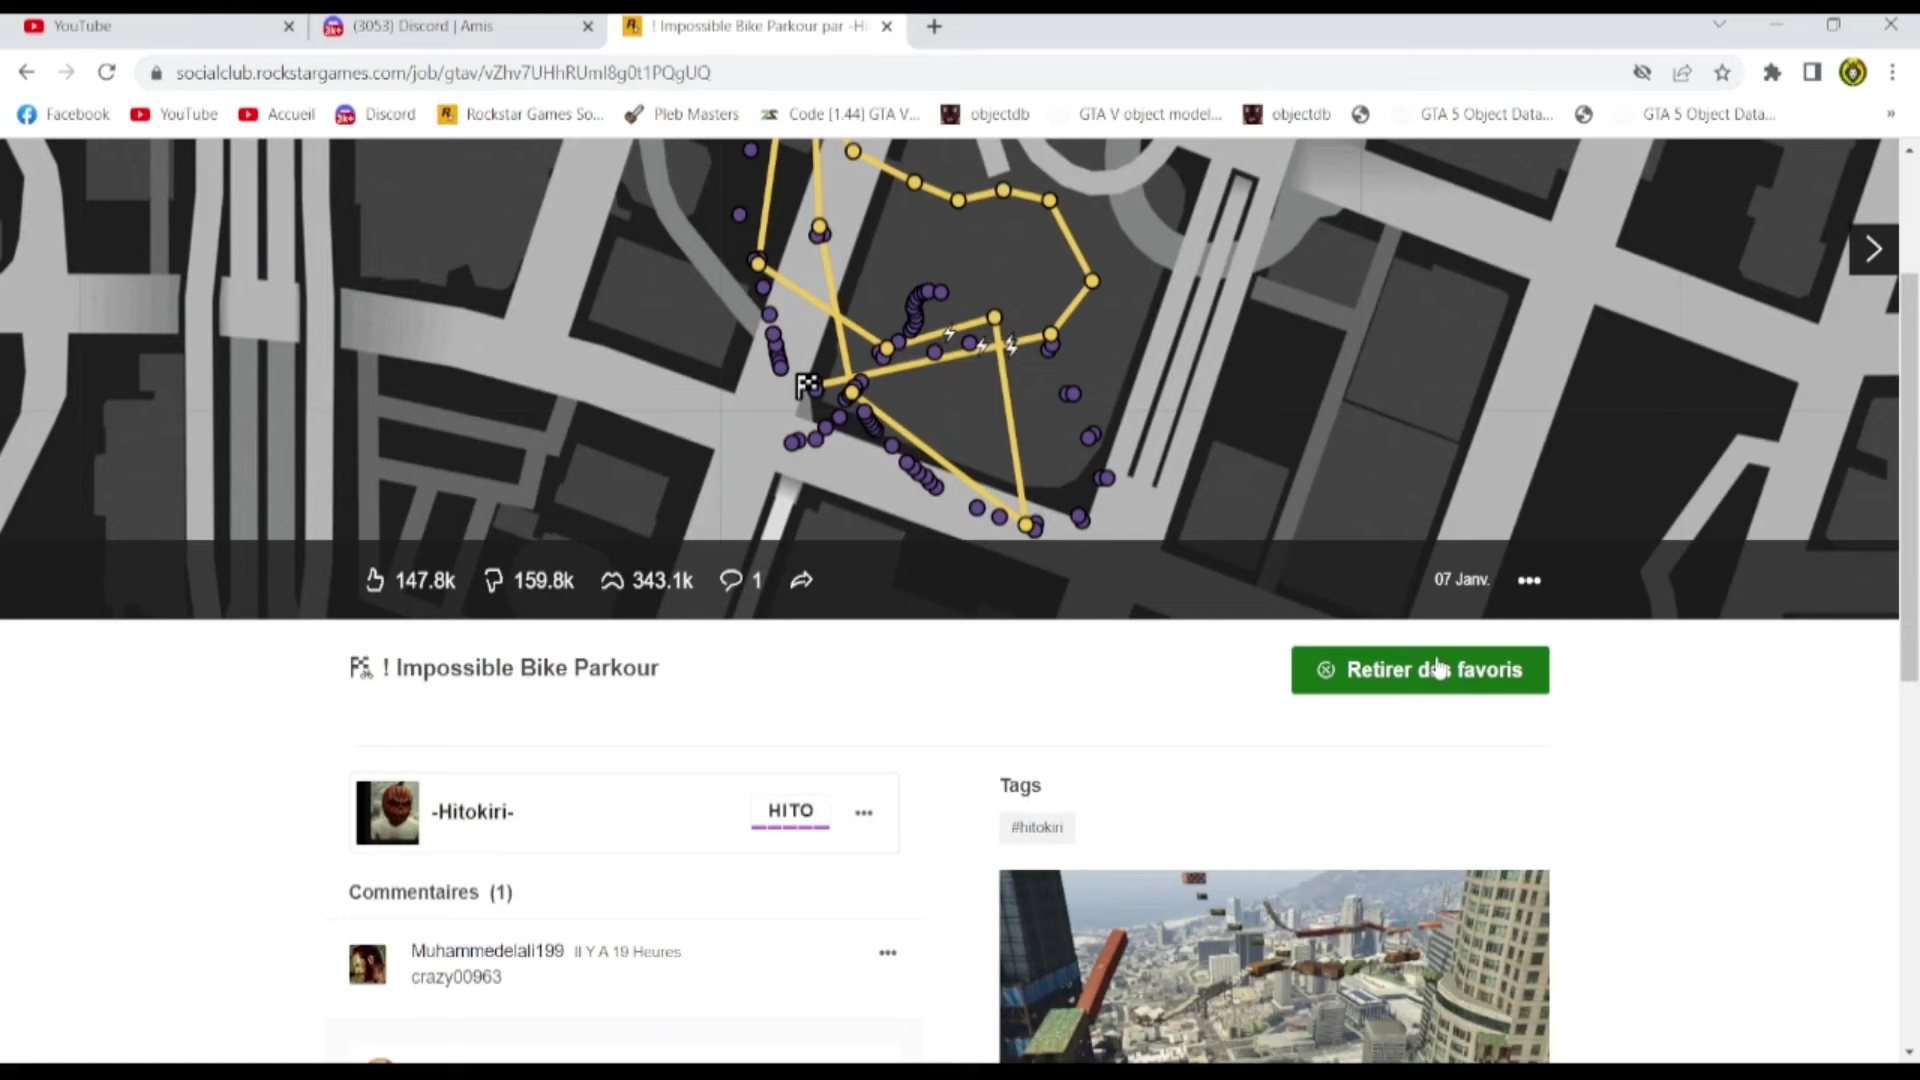 YouTube
(3053) Discord | Amis
! Impossible Bike Parkour par -Hi
socialclub.rockstargames.com/job/gtav/vZhv7UHhRUmI8g0t1PQgUQ
Facebook
YouTube
Accueil
Discord
Rockstar Games So...
Pleb Masters
Code [1.44] GTA V...
objectdb
GTA V object model...
objectdb
GTA 5 Object Data...
GTA 5 Object Data...
147.8k
159.8k
343.1k
1
07 Janv.
! Impossible Bike Parkour
Retirer des favoris
-Hitokiri-
HITO
Tags
#hitokiri
Commentaires (1)
Muhammedelali199 Il Y A 19 Heures
crazy00963